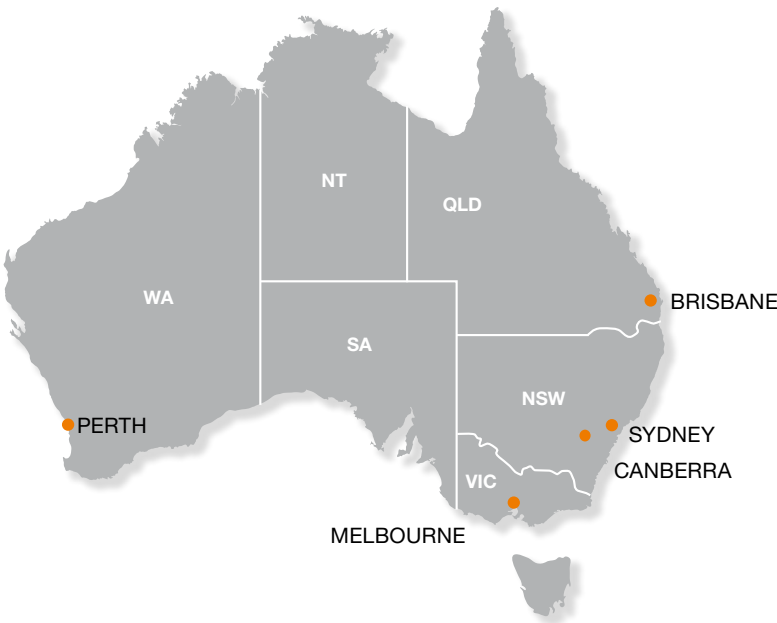 NT
QLD
WA
BRISBANE
SA
NSW
PERTH
SYDNEY
CANBERRA
VIC
MELBOURNE